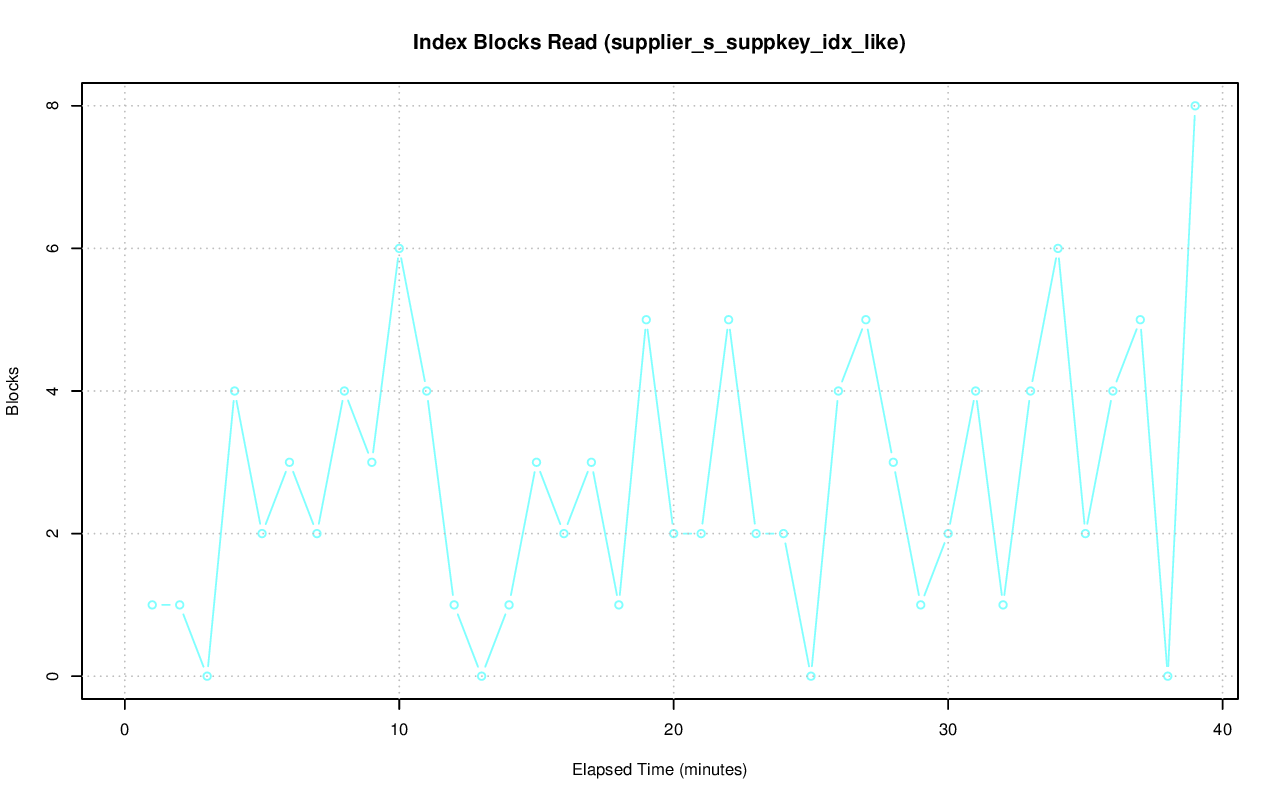 Index Blocks Read (supplier_s_suppkey_idx_like)
Blocks
8
6
4
2
0
0 10 20 30 40
Elapsed Time (minutes)